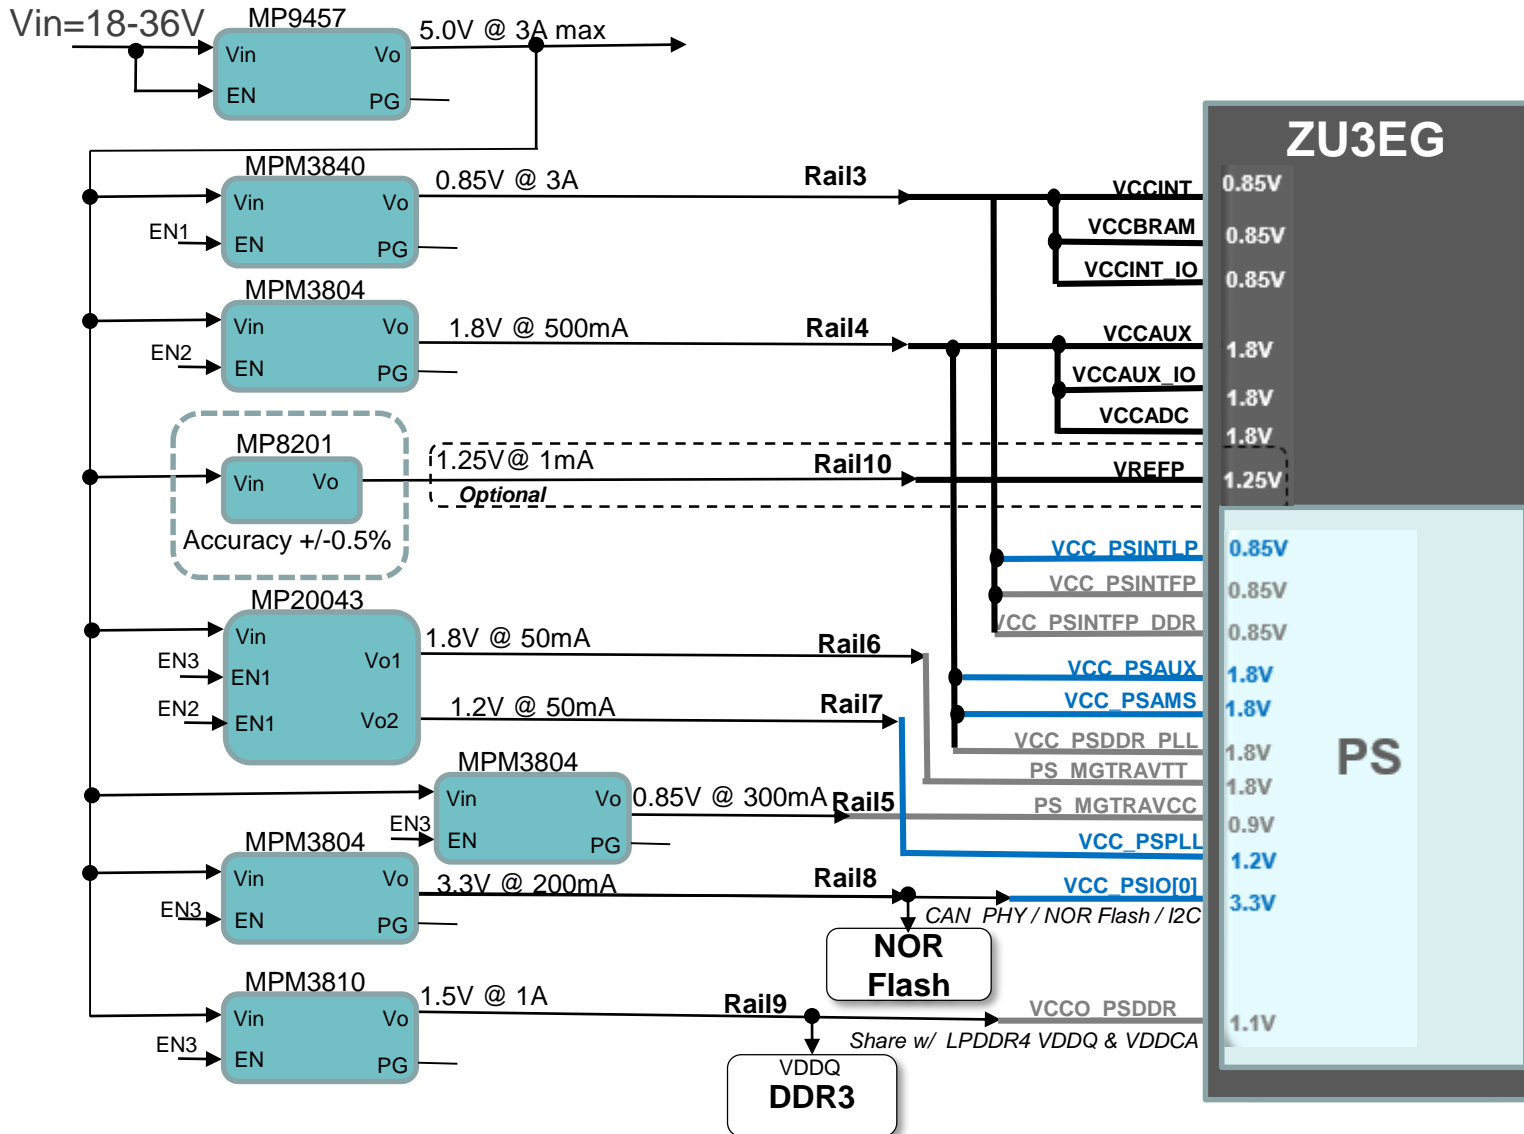 Vin=18-36V
MP9457
5.0V @ 3A max
Vin
Vo
EN
PG
ZU3EG
MPM3840
0.85V @ 3A
Rail3
VCCINT
0.85V
Vin
Vo
VCCBRAM
0.85V
EN1
EN
PG
VCCINT_IO
0.85V
MPM3804
1.8V @ 500mA
Rail4
VCCAUX
1.8V
Vin
Vo
EN2
EN
PG
VCCAUX_IO
1.8V
VCCADC
1.8V
MP8201
1.25V@ 1mA
Rail10
VREFP
1.25V
Vin
Vo
Optional
Accuracy +/-0.5%
VCC_PSINTLP
0.85V
VCC_PSINTFP
0.85V
VCC_PSINTFP_DDR
0.85V
MP20043
Vin
1.8V @ 50mA
Rail6
EN3
EN1
Vo1
VCC_PSAUX
1.8V
EN2
EN1
Vo2
1.2V @ 50mA
Rail7
VCC_PSAMS
1.8V
VCC_PSDDR_PLL
1.8V
PS
MPM3804
PS_MGTRAVTT
1.8V
Vin
Vo
0.85V @ 300mA
Rail5
PS_MGTRAVCC
0.9V
EN3
EN
PG
VCC_PSPLL
1.2V
MPM3804
Vin
Vo
3.3V @ 200mA
Rail8
VCC_PSIO[0]
3.3V
EN3
EN
PG
CAN PHY / NOR Flash / I2C
NOR
Flash
MPM3810
1.5V @ 1A
Rail9
VCCO_PSDDR
1.1V
Vin
Vo
EN3
EN
PG
Share w/ LPDDR4 VDDQ & VDDCA
VDDQ
DDR3